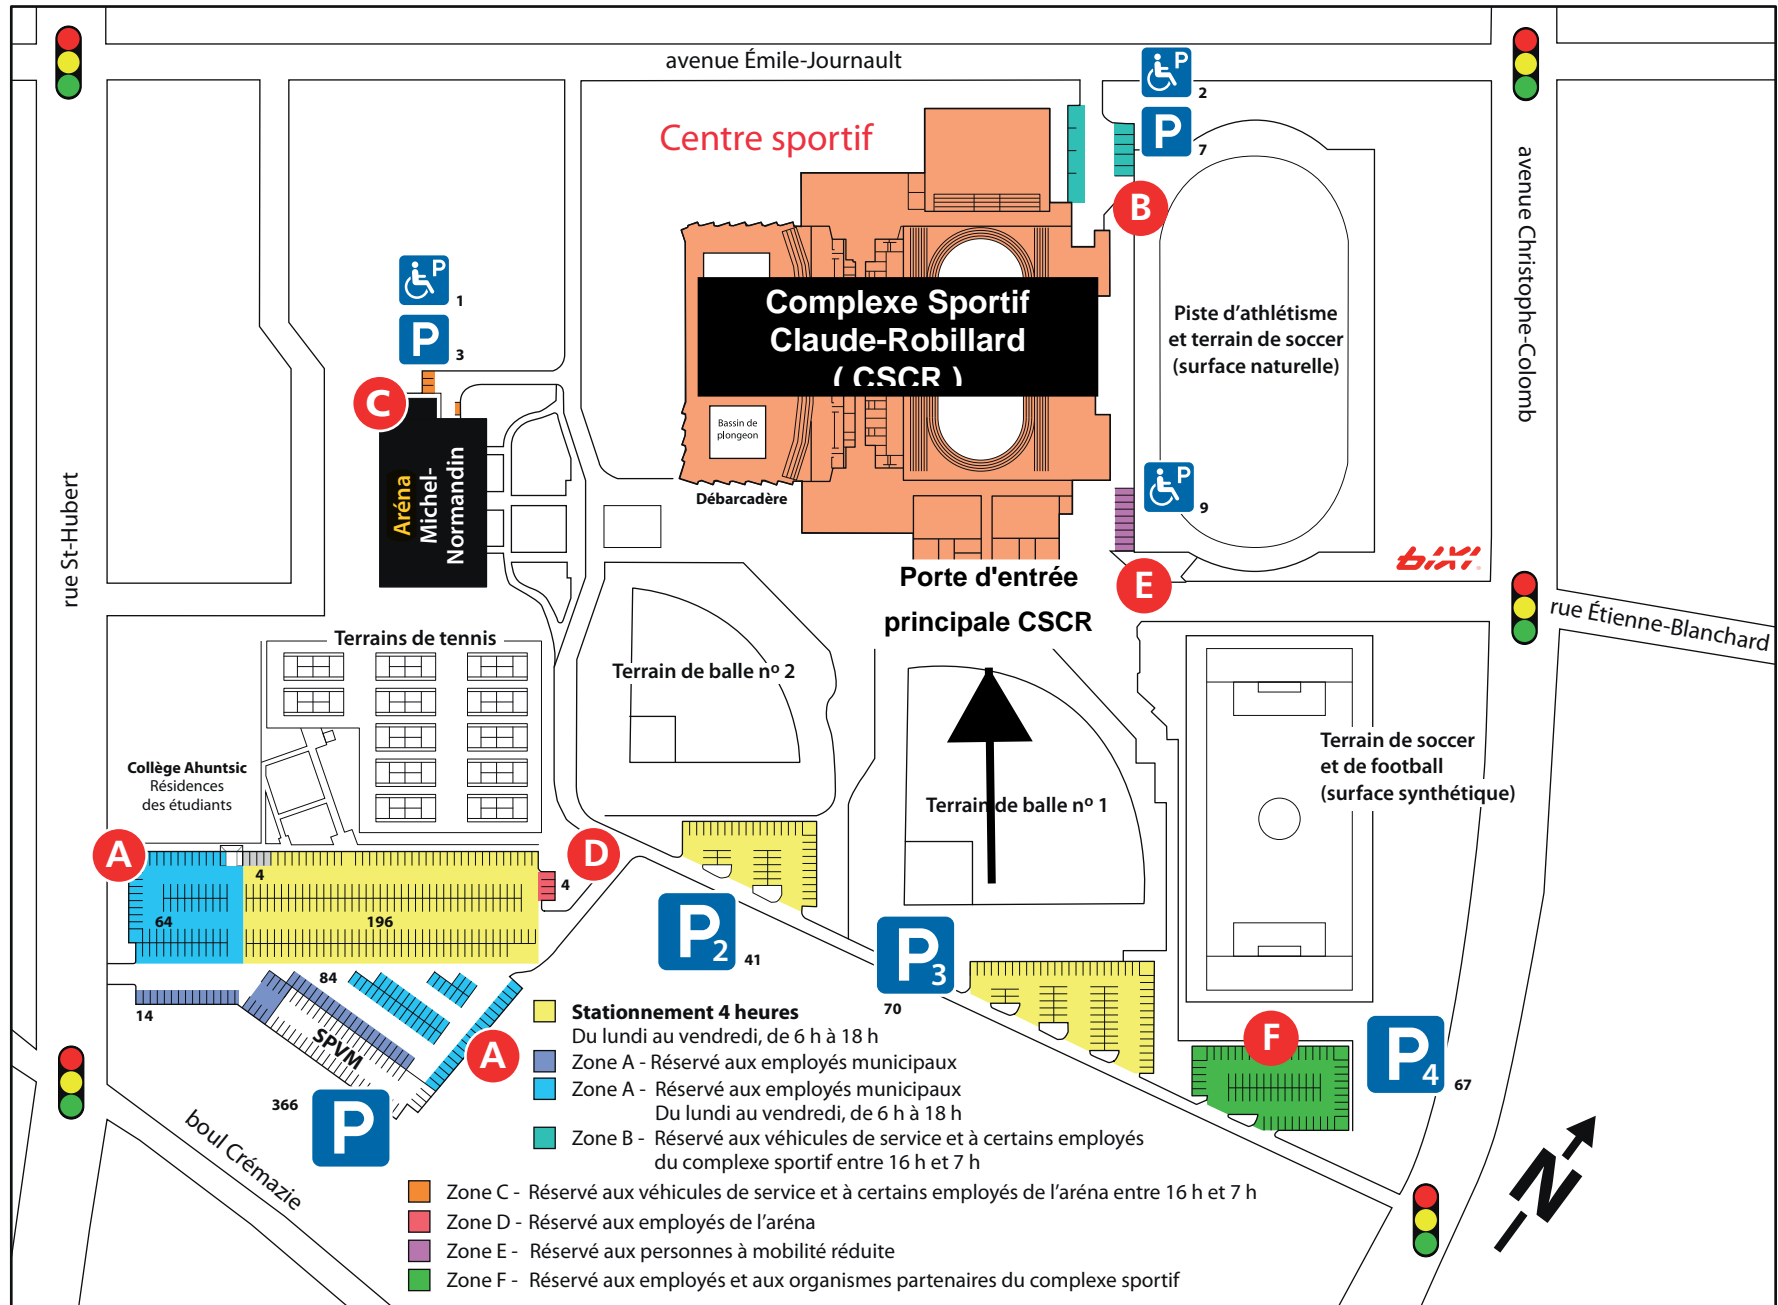 avenue Émile-Journault
P
2
P
7
Centre sportif
B
avenue Christophe-Colomb
P
1
P
3
C
Complexe Sportif
Claude-Robillard
( CSCR )
Piste d'athlétisme
et terrain de soccer
(surface naturelle)
Bassin de
plongeon
Aréna
Michel-
Normandin
Débarcadère
P
9
rue St-Hubert
bixi
E
Porte d'entrée
principale CSCR
rue Étienne-Blanchard
Terrains de tennis
Terrain de balle nº 2
Terrain de soccer
et de football
(surface synthétique)
Collège Ahuntsic
Résidences
des étudiants
Terrain de balle nº 1
A
D
4
4
64
196
P2
41
P3
70
84
14
SPVM
A
366
P
F
P4
67
boul Crémazie
Stationnement 4 heures
Du lundi au vendredi, de 6 h à 18 h
Zone A - Réservé aux employés municipaux
Zone A - Réservé aux employés municipaux
Du lundi au vendredi, de 6 h à 18 h
Zone B - Réservé aux véhicules de service et à certains employés
du complexe sportif entre 16 h et 7 h
Zone C - Réservé aux véhicules de service et à certains employés de l'aréna entre 16 h et 7 h
Zone D - Réservé aux employés de l'aréna
Zone E - Réservé aux personnes à mobilité réduite
Zone F - Réservé aux employés et aux organismes partenaires du complexe sportif
N